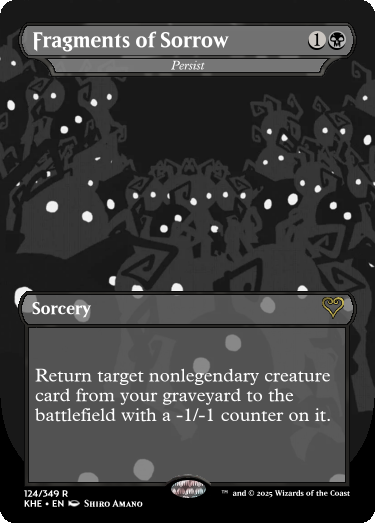 Fragments of Sorrow 1
Persist
Sorcery
Return target nonlegendary creature
card from your graveyard to the
battlefield with a -1/-1 counter on it.
124/349 R
KHE • EN Shiro Amano
™ and © 2025 Wizards of the Coast